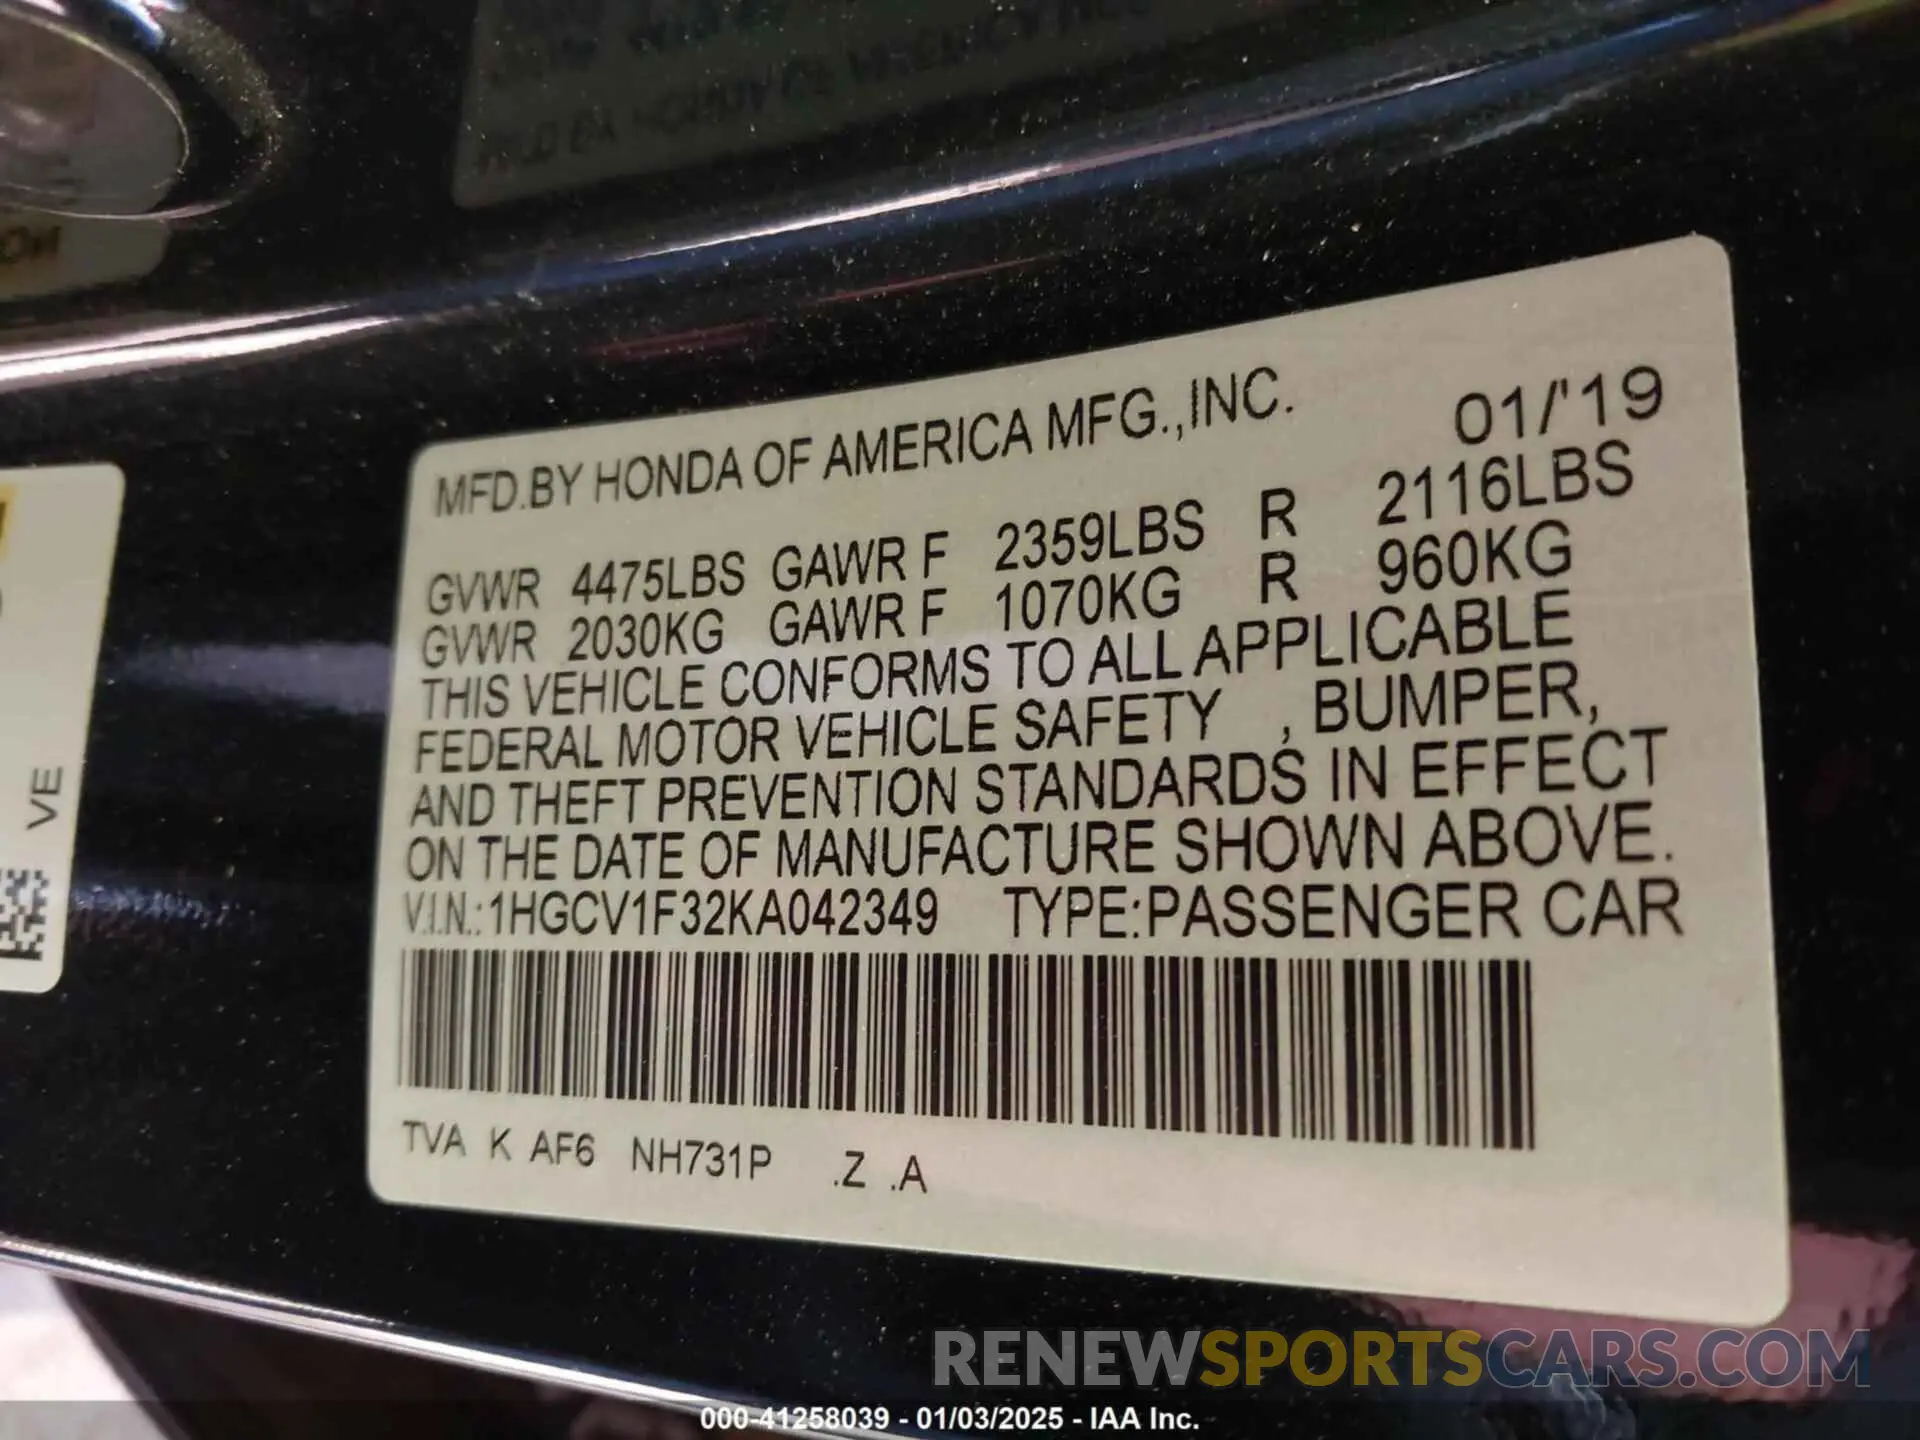 MFD.BY HONDA OF AMERICA MFG.,INC. 01/'19
GVWR 4475LBS GAWR F 2359LBS R 2116LBS
GVWR 2030KG GAWR F 1070KG R 960KG
THIS VEHICLE CONFORMS TO ALL APPLICABLE
FEDERAL MOTOR VEHICLE SAFETY , BUMPER,
AND THEFT PREVENTION STANDARDS IN EFFECT
ON THE DATE OF MANUFACTURE SHOWN ABOVE.
V.I.N.:1HGCV1F32KA042349 TYPE:PASSENGER CAR
TVA K AF6 NH731P .Z .A
VE
RENEWSPORTSCARS.COM
000-41258039 - 01/03/2025 - IAA Inc.